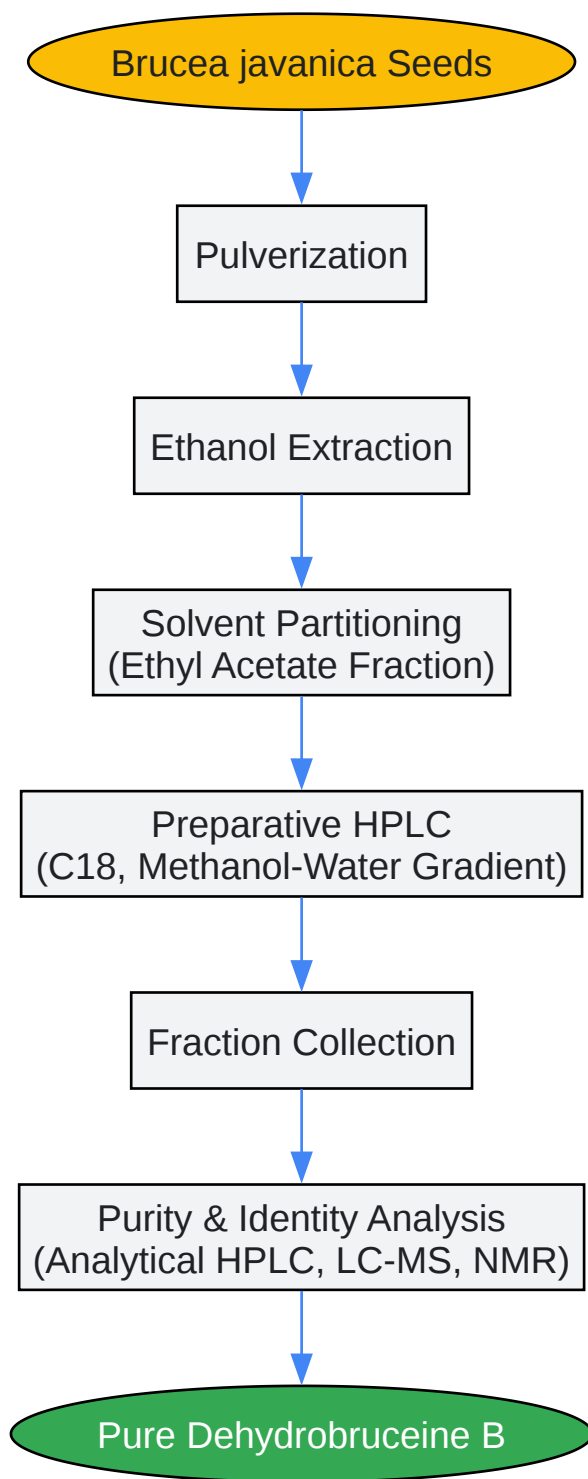 Brucea javanica Seeds
Pulverization
Ethanol Extraction
Solvent Partitioning
(Ethyl Acetate Fraction)
Preparative HPLC
(C18, Methanol-Water Gradient)
Fraction Collection
Purity & Identity Analysis
(Analytical HPLC, LC-MS, NMR)
Pure Dehydrobruceine B